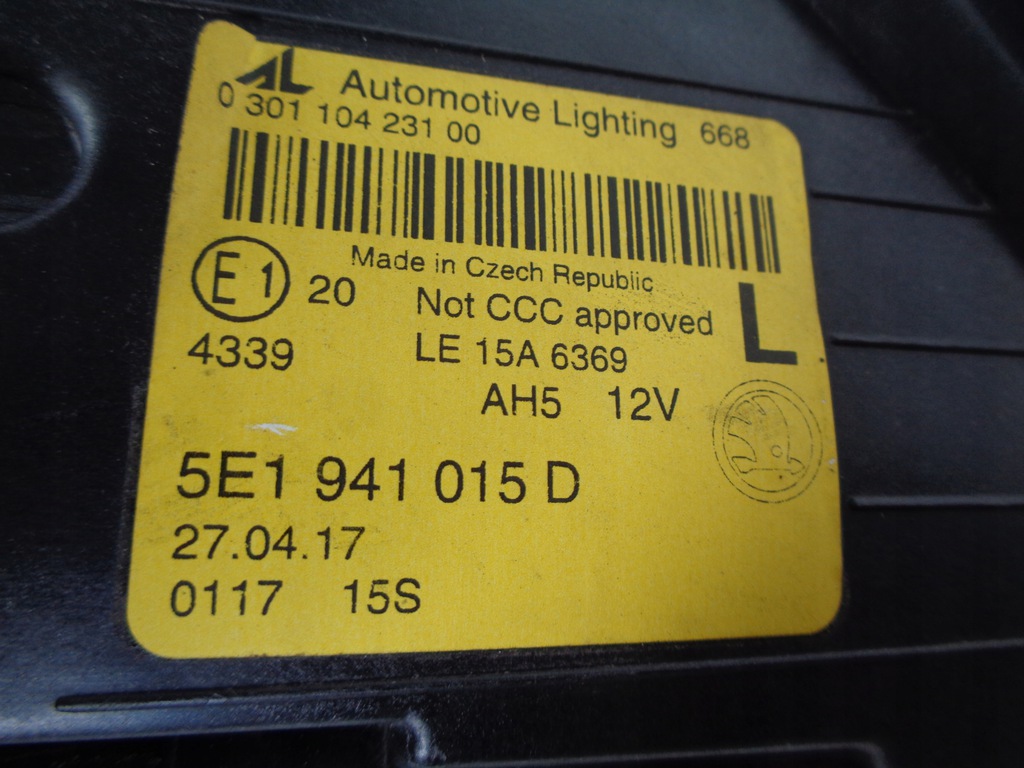 AL Automotive Lighting 668
0 301 104 231 00
Made in Czech Republic
E1 20
Not CCC approved
L
4339
LE 15A 6369
AH5 12V
5E1 941 015 D
27.04.17
0117 15S